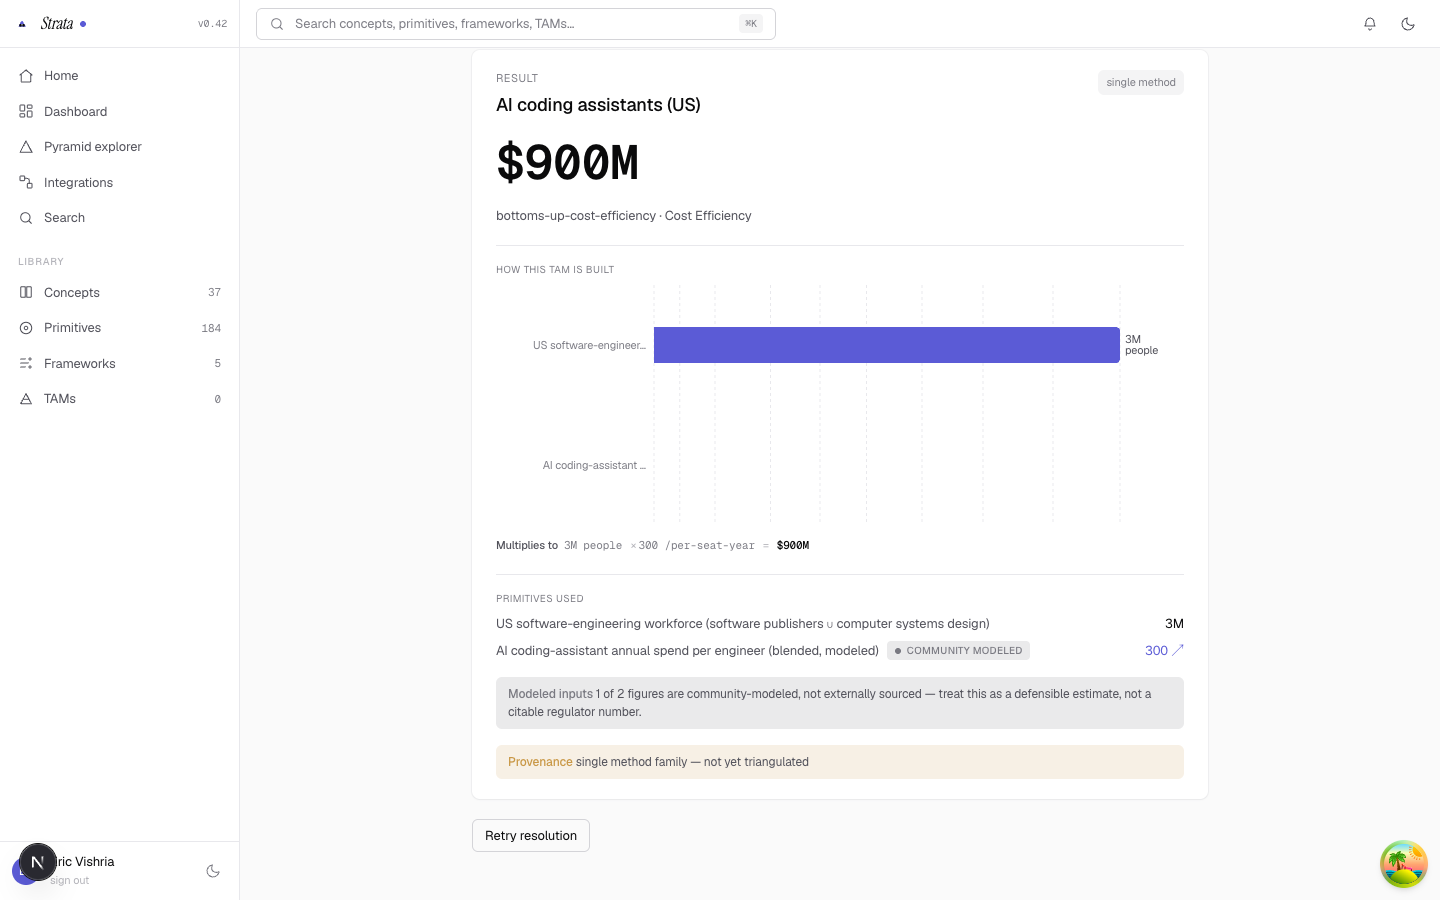 Strata
v0.42
Search concepts, primitives, frameworks, TAMs...
⌘K
Home
Dashboard
Pyramid explorer
Integrations
Search
LIBRARY
Concepts 37
Primitives 184
Frameworks 5
TAMs 0
RESULT
single method
AI coding assistants (US)
$900M
bottoms-up-cost-efficiency · Cost Efficiency
HOW THIS TAM IS BUILT
US software-engineer...
3M
people
AI coding-assistant ...
Multiplies to 3M people ×300 /per-seat-year = $900M
PRIMITIVES USED
US software-engineering workforce (software publishers ∪ computer systems design) 3M
AI coding-assistant annual spend per engineer (blended, modeled) COMMUNITY MODELED 300 ↗
Modeled inputs 1 of 2 figures are community-modeled, not externally sourced — treat this as a defensible estimate, not a
citable regulator number.
Provenance single method family — not yet triangulated
Retry resolution
N
ric Vishria
sign out